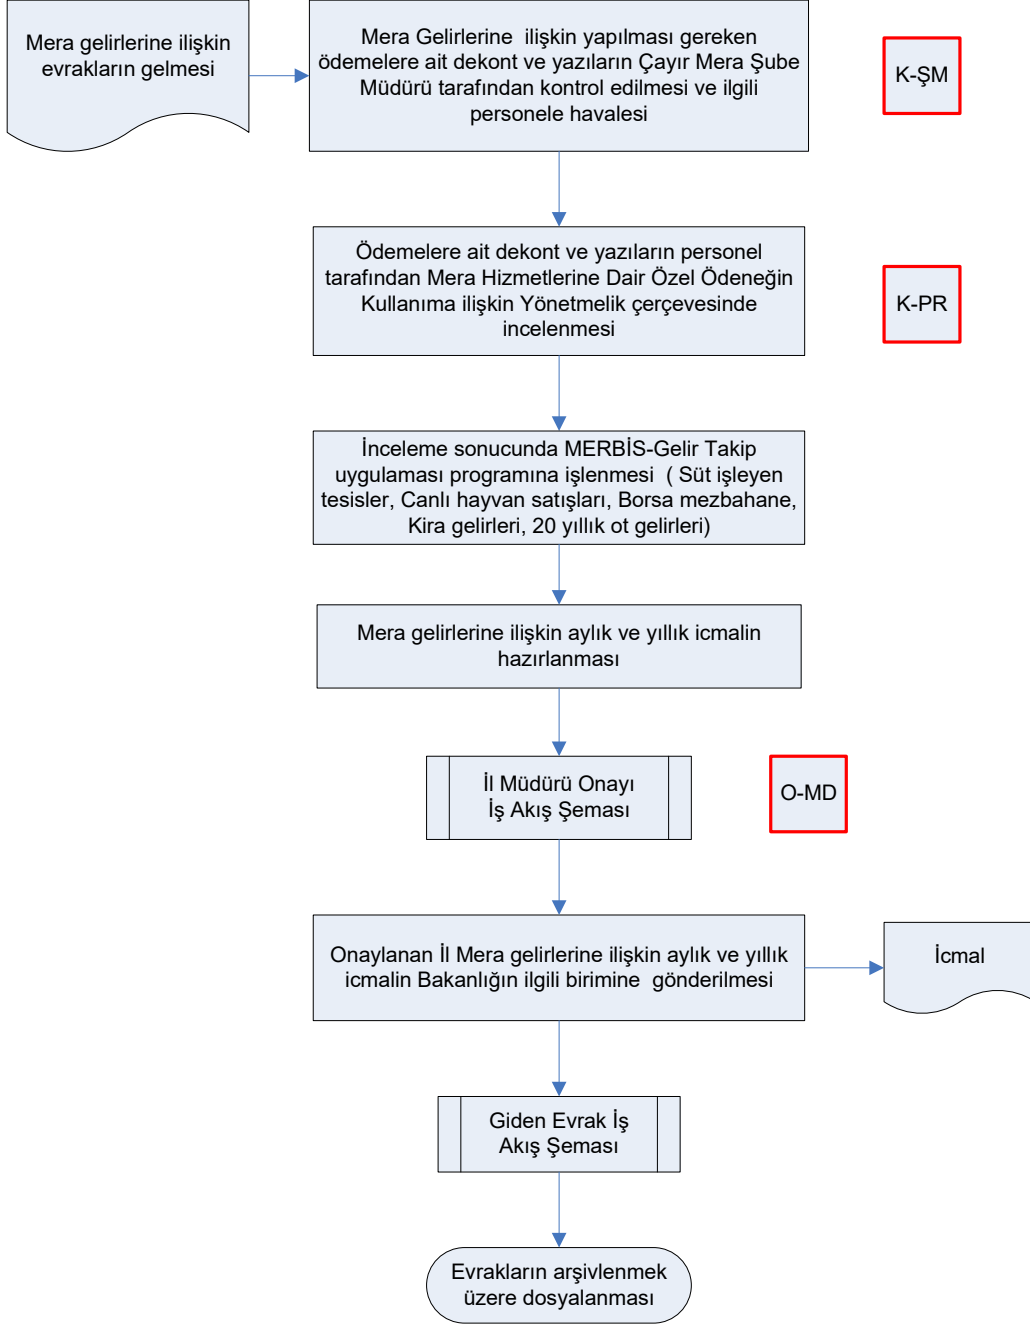 Mera gelirlerine ilişkin
evrakların gelmesi
Mera Gelirlerine ilişkin yapılması gereken
ödemelere ait dekont ve yazıların Çayır Mera Şube
Müdürü tarafından kontrol edilmesi ve ilgili
personele havalesi
K-ŞM
Ödemelere ait dekont ve yazıların personel
tarafından Mera Hizmetlerine Dair Özel Ödeneğin
Kullanıma ilişkin Yönetmelik çerçevesinde
incelenmesi
K-PR
İnceleme sonucunda MERBİS-Gelir Takip
uygulaması programına işlenmesi ( Süt işleyen
tesisler, Canlı hayvan satışları, Borsa mezbahane,
Kira gelirleri, 20 yıllık ot gelirleri)
Mera gelirlerine ilişkin aylık ve yıllık icmalin
hazırlanması
İl Müdürü Onayı
İş Akış Şeması
O-MD
Onaylanan İl Mera gelirlerine ilişkin aylık ve yıllık
icmalin Bakanlığın ilgili birimine gönderilmesi
İcmal
Giden Evrak İş
Akış Şeması
Evrakların arşivlenmek
üzere dosyalanması